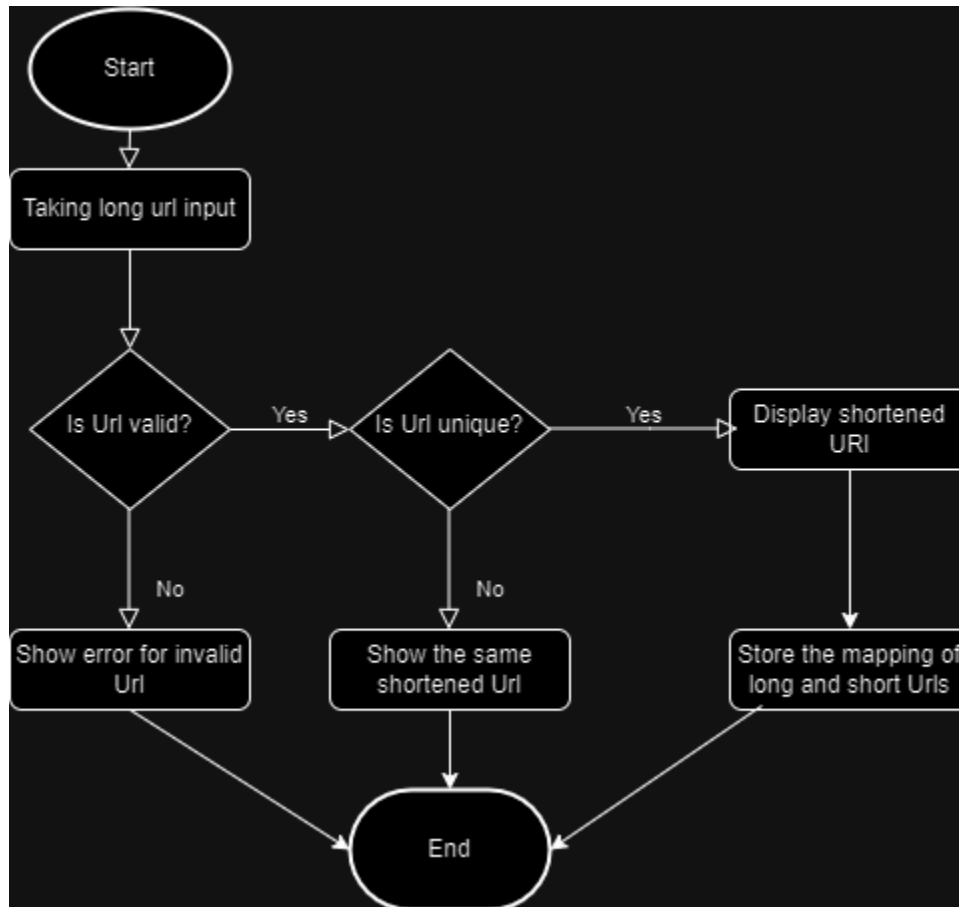 Start
Taking long url input
Is Url valid?
Yes
Is Url unique?
Yes
Display shortened
URl
No
No
Show error for invalid
Url
Show the same
shortened Url
Store the mapping of
long and short Urls
End